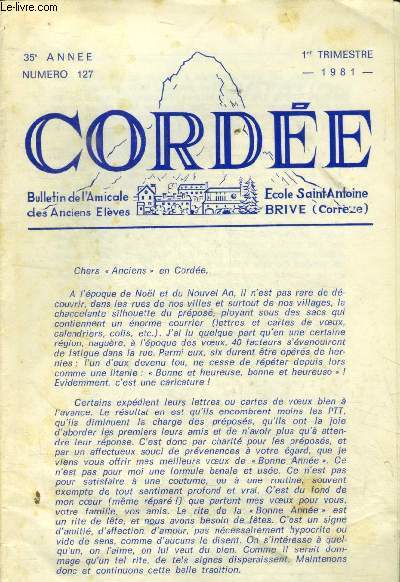 LE-LIVRE.COM
35e ANNEE
NUMERO 127
1er TRIMESTRE
— 1981 —
CORDÉE
Bulletin de l'Amicale
des Anciens Elèves
Ecole Saint-Antoine
BRIVE (Corrèze)
Chers « Anciens » en Cordée,
A l'époque de Noël et du Nouvel An, il n'est pas rare de dé-
couvrir, dans les rues de nos villes et surtout de nos villages, la
chancelante silhouette du préposé, ployant sous des sacs qui
contiennent un énorme courrier (lettres et cartes de vœux,
calendriers, colis, etc.). J'ai lu quelque part qu'en une certaine
région, naguère, à l'époque des vœux, 40 facteurs s'évanouirent
de fatigue dans la rue. Parmi eux, six durent être opérés de her-
nies ; l'un d'eux devenu fou, ne cesse de répéter depuis lors
comme une litanie : « Bonne et heureuse, bonne et heureuse » !
Evidemment, c'est une caricature !
Certains expédient leurs lettres ou cartes de vœux bien à
l'avance. Le résultat en est qu'ils encombrent moins les PTT,
qu'ils diminuent la charge des préposés, qu'ils ont la joie
d'aborder les premiers leurs amis et de n'avoir plus qu'à atten-
dre leur réponse. C'est donc par charité pour les préposés, et
par un affectueux souci de prévenances à votre égard, que je
viens vous offrir mes meilleurs vœux de « Bonne Année ». Ce
n'est pas pour moi une formule banale et usée. Ce n'est pas
pour satisfaire à une coutume, ou à une routine, souvent
exempte de tout sentiment profond et vrai. C'est du fond de
mon cœur (même réparé !) que partent mes vœux pour vous,
votre famille, vos amis. Le rite de la « Bonne Année » est
un rite de fête, et nous avons besoin de fêtes. C'est un signe
d'amitié, d'affection d'amour, pas nécessairement hypocrite ou
vide de sens, comme d'aucuns le disent. On s'intéresse à quel-
qu'un, on l'aime, on lui veut du bien. Comme il serait dom-
mage qu'un tel rite, de tels signes disparaissent. Maintenons
donc et continuons cette belle tradition.